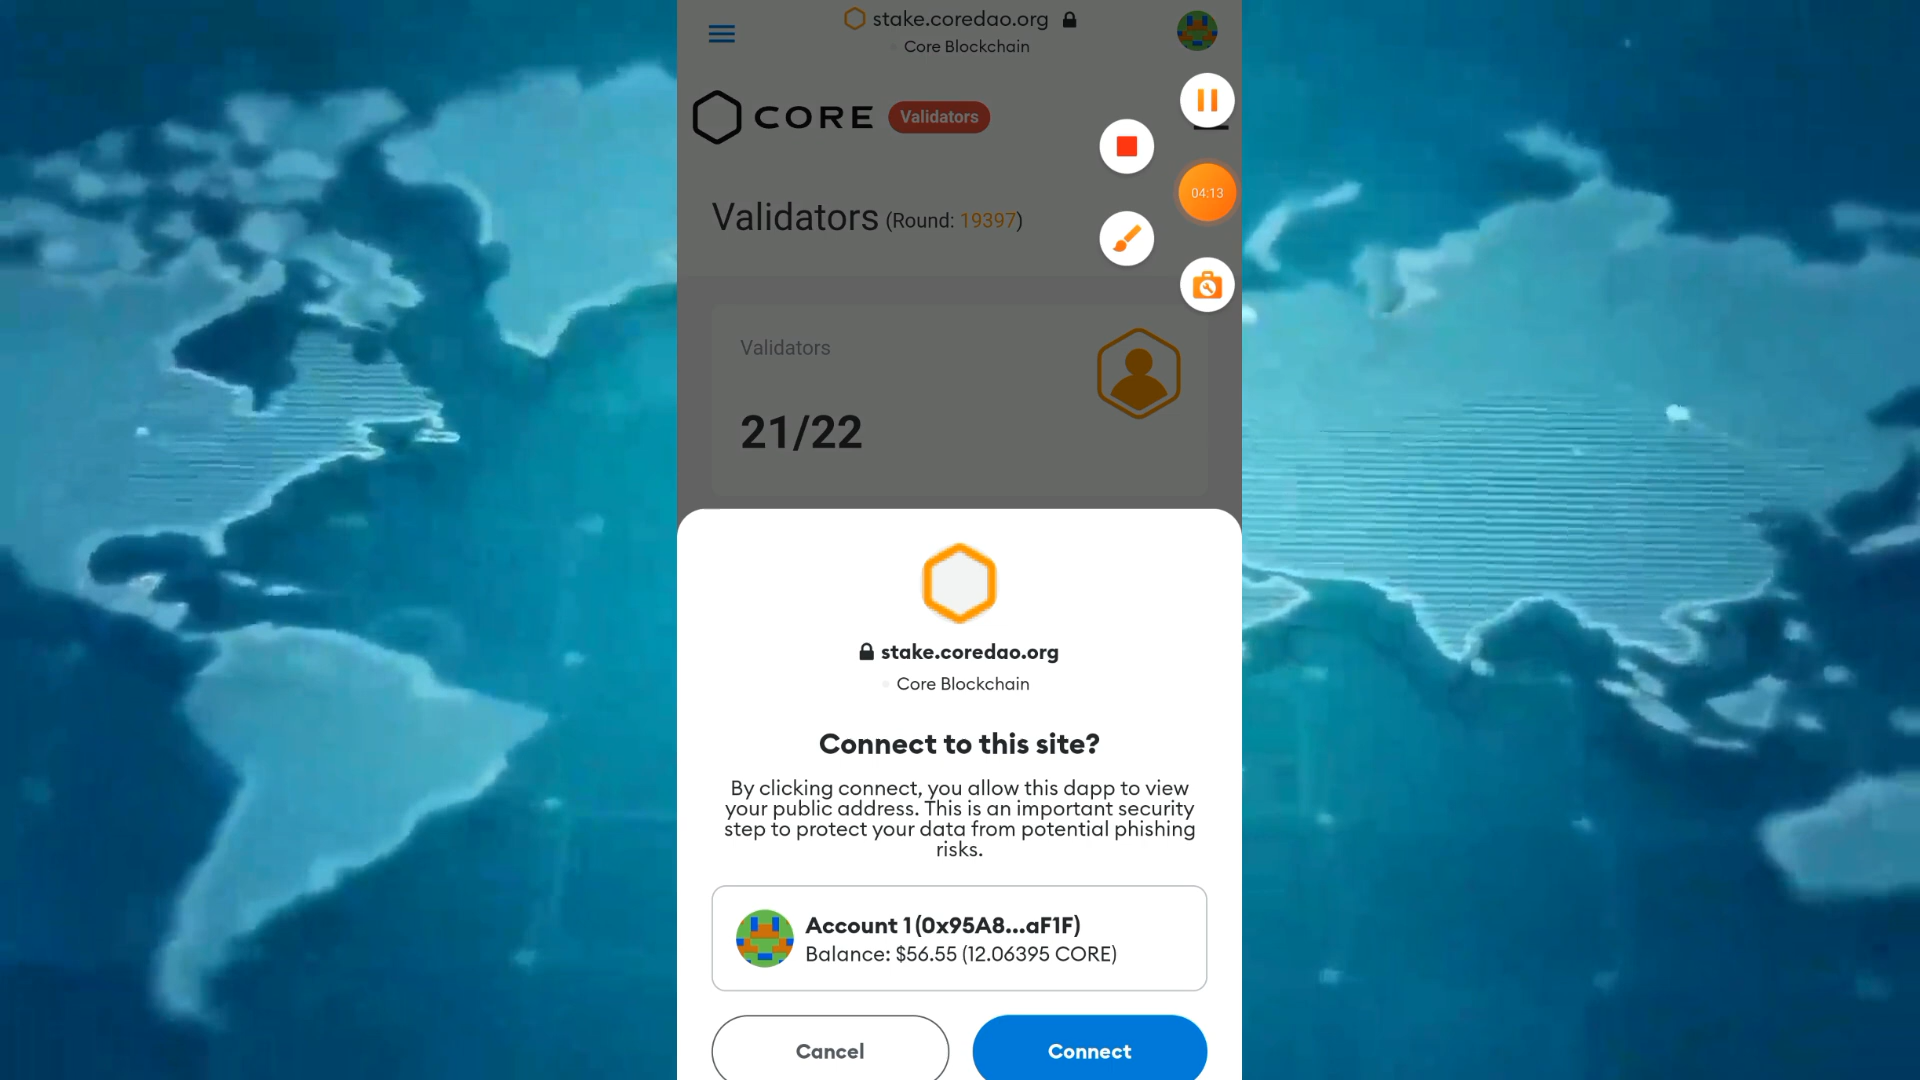 stake.coredao.org
Core Blockchain
CORE Validators
04:13
Validators (Round: 19397)
Validators
21/22
stake.coredao.org
Core Blockchain
Connect to this site?
By clicking connect, you allow this dapp to view
your public address. This is an important security
step to protect your data from potential phishing
risks.
Account 1 (0x95A8...aF1F)
Balance: $56.55 (12.06395 CORE)
Cancel Connect